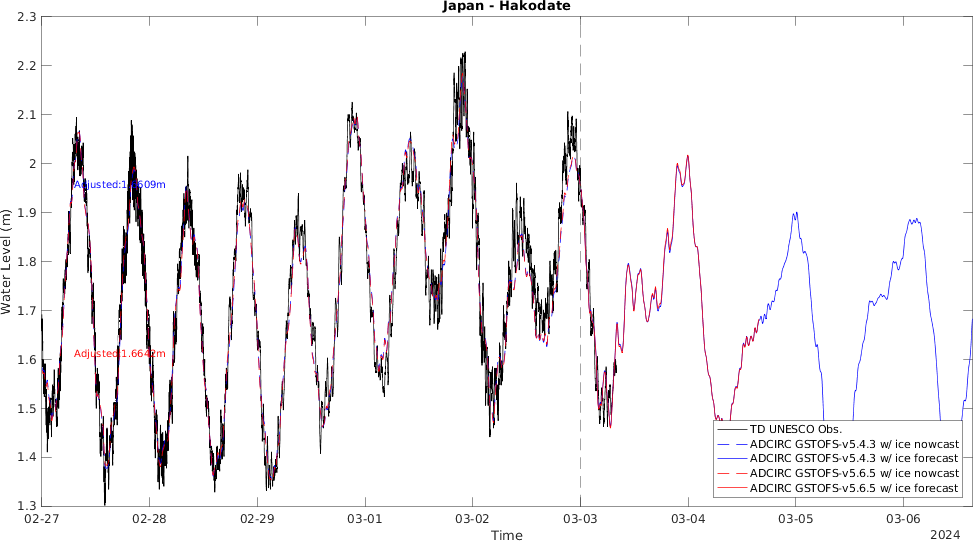 Japan - Hakodate
2.3
2.2
2.1
2
1.9
1.8
1.7
1.6
1.5
1.4
1.3
Water Level (m)
Adjusted:1.6642m
TD UNESCO Obs.
ADCIRC GSTOFS-v5.4.3 w/ ice nowcast
ADCIRC GSTOFS-v5.4.3 w/ ice forecast
ADCIRC GSTOFS-v5.6.5 w/ ice nowcast
ADCIRC GSTOFS-v5.6.5 w/ ice forecast
02-27
02-28
02-29
03-01
03-02
03-03
03-04
03-05
03-06
Time
2024